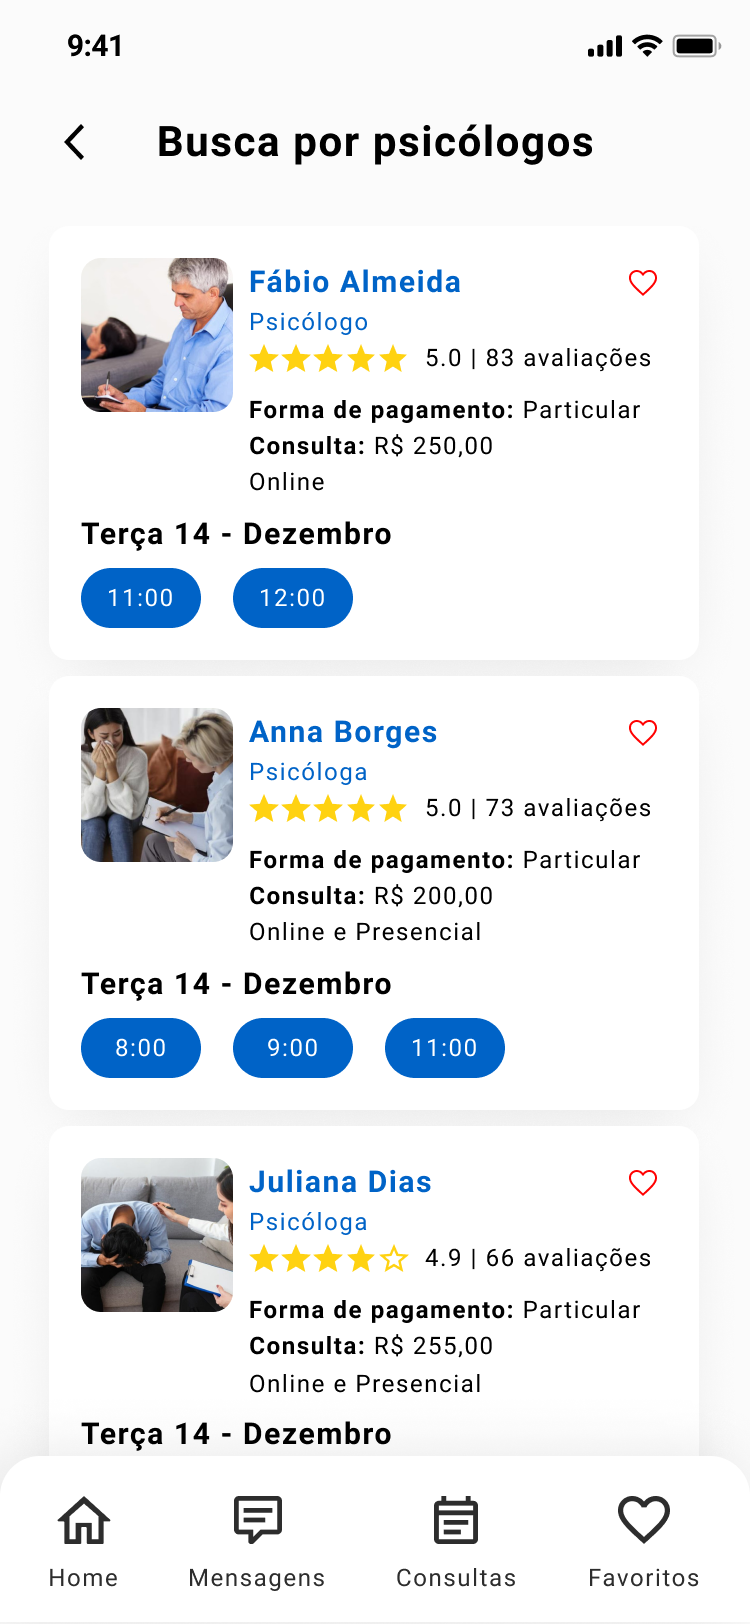 9:41
Busca por psicólogos
Fábio Almeida
Psicólogo
5.0 | 83 avaliações
Forma de pagamento: Particular
Consulta: R$ 250,00
Online
Terça 14 - Dezembro
11:00 12:00
Anna Borges
Psicóloga
5.0 | 73 avaliações
Forma de pagamento: Particular
Consulta: R$ 200,00
Online e Presencial
Terça 14 - Dezembro
8:00 9:00 11:00
Juliana Dias
Psicóloga
4.9 | 66 avaliações
Forma de pagamento: Particular
Consulta: R$ 255,00
Online e Presencial
Terça 14 - Dezembro
Home Mensagens Consultas Favoritos